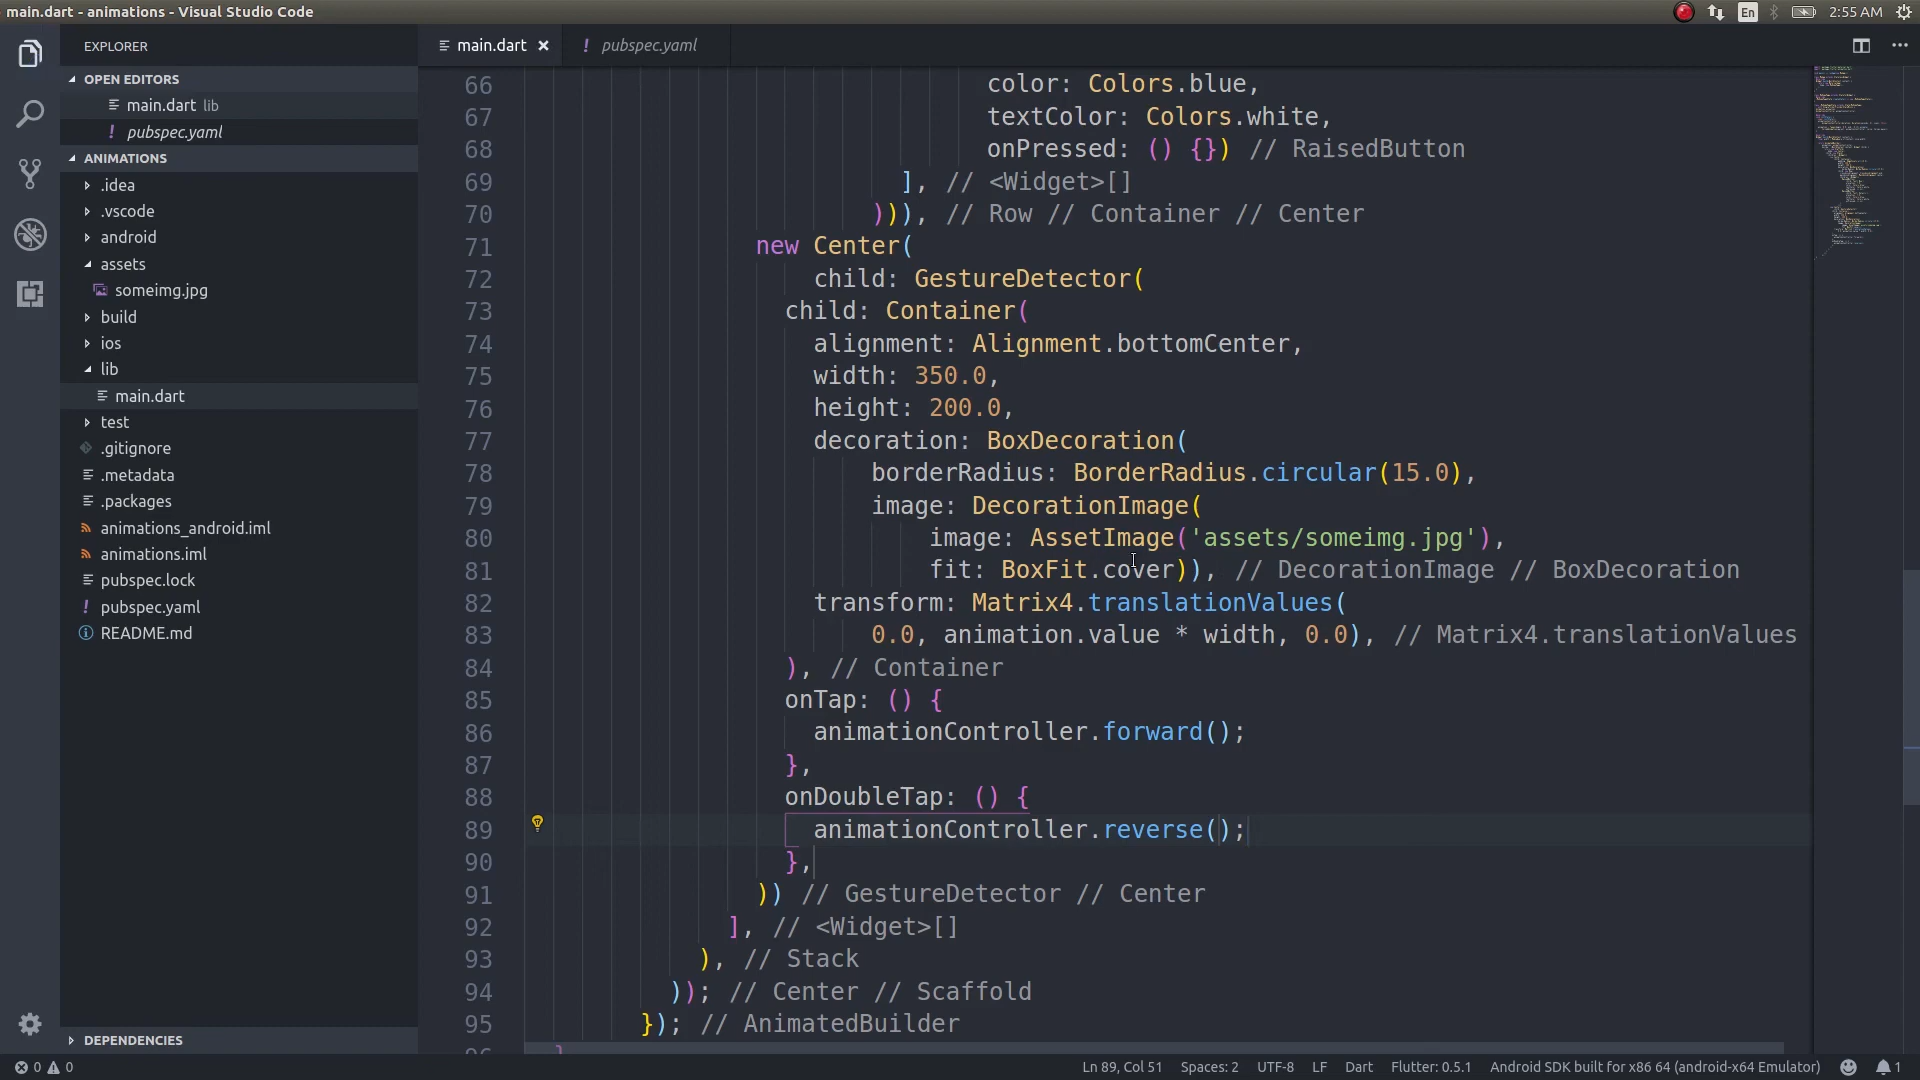 main.dart - animations - Visual Studio Code
En
2:55 AM
EXPLORER
OPEN EDITORS
main.dart lib
pubspec.yaml
ANIMATIONS
.idea
.vscode
android
assets
someimg.jpg
build
ios
lib
main.dart
test
.gitignore
.metadata
.packages
animations_android.iml
animations.iml
pubspec.lock
pubspec.yaml
README.md
DEPENDENCIES
main.dart
pubspec.yaml
66 color: Colors.blue,
67 textColor: Colors.white,
68 onPressed: () {}) // RaisedButton
69 ], // <Widget>[]
70 ))), // Row // Container // Center
71 new Center(
72 child: GestureDetector(
73 child: Container(
74 alignment: Alignment.bottomCenter,
75 width: 350.0,
76 height: 200.0,
77 decoration: BoxDecoration(
78 borderRadius: BorderRadius.circular(15.0),
79 image: DecorationImage(
80 image: AssetImage('assets/someimg.jpg'),
81 fit: BoxFit.cover)), // DecorationImage // BoxDecoration
82 transform: Matrix4.translationValues(
83 0.0, animation.value * width, 0.0), // Matrix4.translationValues
84 ), // Container
85 onTap: () {
86 animationController.forward();
87 },
88 onDoubleTap: () {
89 animationController.reverse();
90 },
91 )) // GestureDetector // Center
92 ], // <Widget>[]
93 ), // Stack
94 )); // Center // Scaffold
95 }); // AnimatedBuilder
0 0
Ln 89, Col 51
Spaces: 2
UTF-8
LF
Dart
Flutter: 0.5.1
Android SDK built for x86 64 (android-x64 Emulator)
1